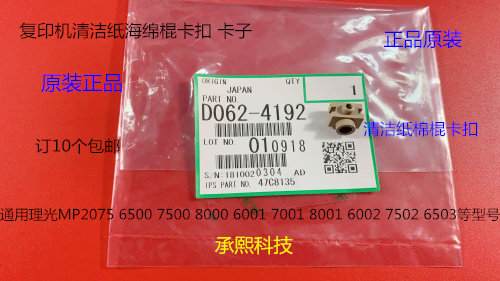 复印机清洁纸海绵棍卡扣 卡子
正品原装
原装正品
ORIGIN
JAPAN
QTY
1
PART NO
D062-4192
清洁纸棉棍卡扣
LOT NO.
010918
订10个包邮
S/N:1810020304 AD
IPS PART NO. 47C8135
通用理光MP2075 6500 7500 8000 6001 7001 8001 6002 7502 6503等型号
承熙科技